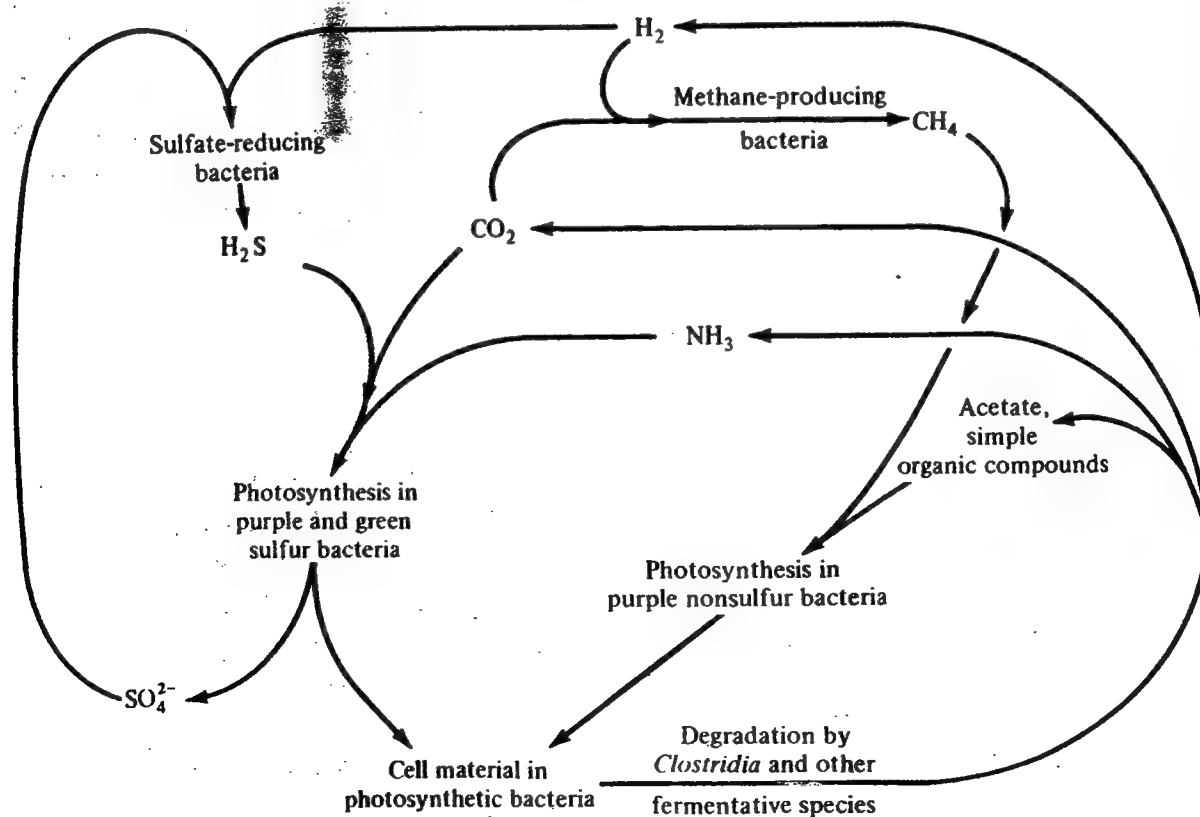 H₂
Methane-producing
bacteria
CH₄
Sulfate-reducing
bacteria
H₂S
CO₂
NH₃
Acetate,
simple
organic compounds
Photosynthesis in
purple and green
sulfur bacteria
Photosynthesis in
purple nonsulfur bacteria
SO₄²⁻
Cell material in
photosynthetic bacteria
Degradation by
Clostridia and other
fermentative species